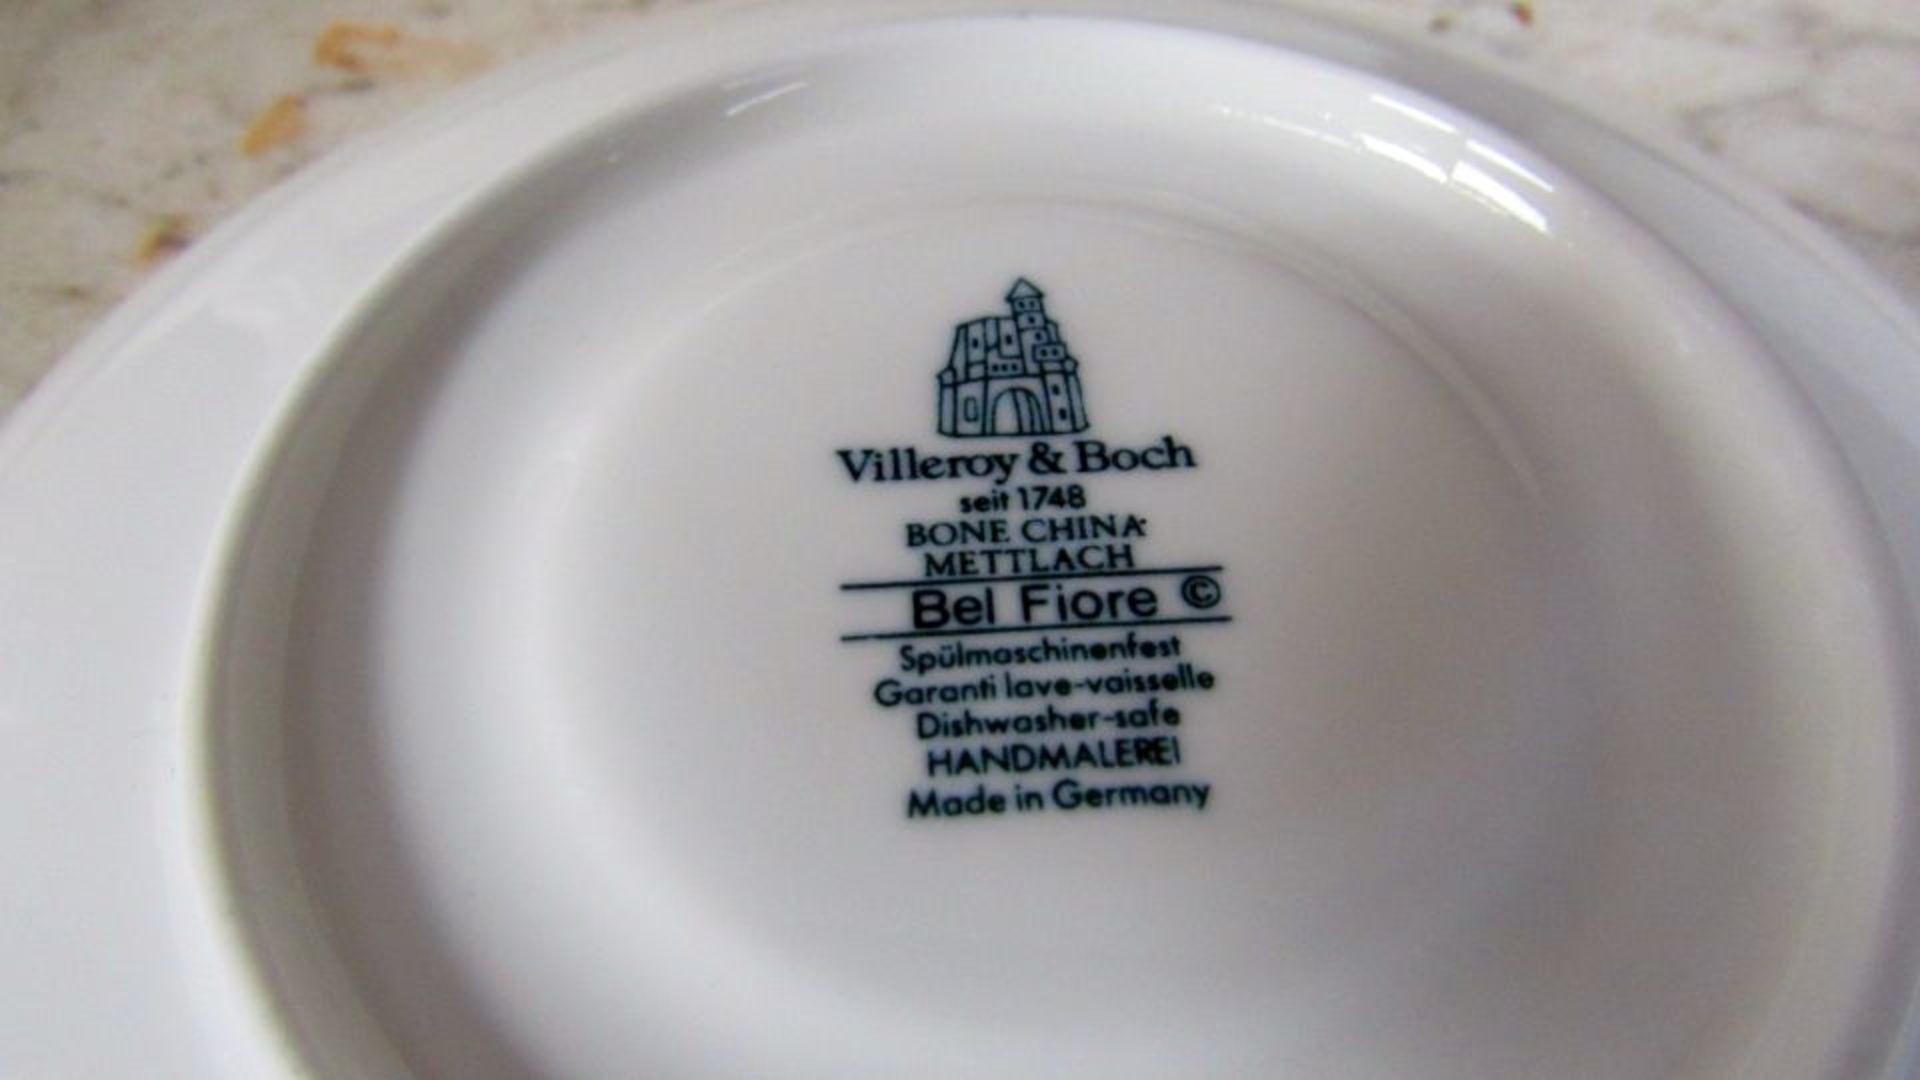 Villeroy & Boch
seit 1748
BONE CHINA
METTLACH
Bel Fiore ©
Spülmaschinenfest
Garanti lave-vaisselle
Dishwasher-safe
HANDMALEREI
Made in Germany